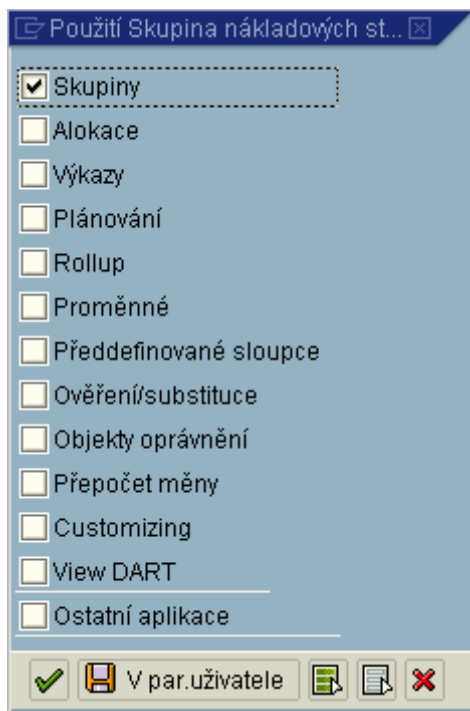 Použití Skupina nákladových st...
Skupiny
Alokace
Výkazy
Plánování
Rollup
Proměnné
Předdefinované sloupce
Ověření/substituce
Objekty oprávnění
Přepočet měny
Customizing
View DART
Ostatní aplikace
V par.uživatele